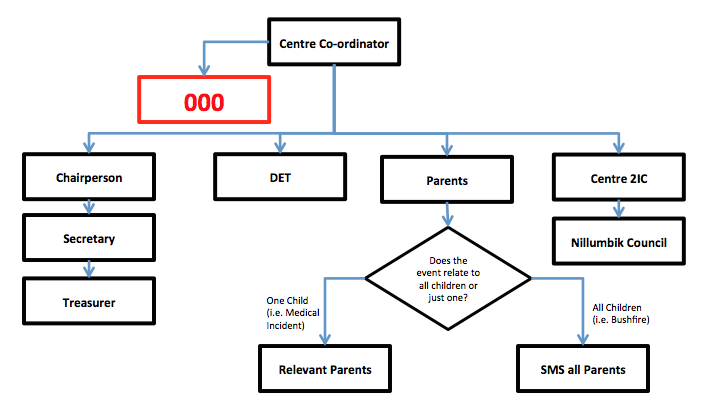 Centre Co-ordinator
000
Chairperson
DET
Parents
Centre 2IC
Secretary
Nillumbik Council
Treasurer
Does the
event relate to
all children or
just one?
One Child
(i.e. Medical
Incident)
All Children
(i.e. Bushfire)
Relevant Parents
SMS all Parents